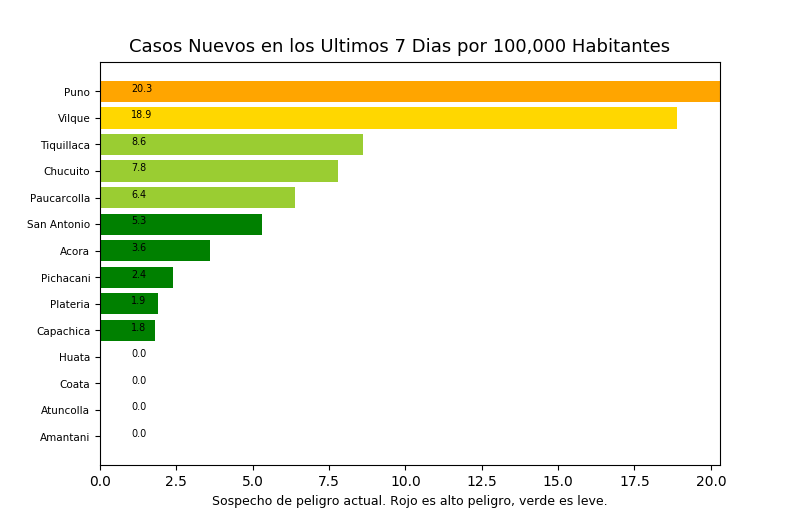 Casos Nuevos en los Ultimos 7 Dias por 100,000 Habitantes
Puno 20.3
Vilque 18.9
Tiquillaca 8.6
Chucuito 7.8
Paucarcolla 6.4
San Antonio 5.3
Acora 3.6
Pichacani 2.4
Plateria 1.9
Capachica 1.8
Huata 0.0
Coata 0.0
Atuncolla 0.0
Amantani 0.0
0.0 2.5 5.0 7.5 10.0 12.5 15.0 17.5 20.0
Sospecho de peligro actual. Rojo es alto peligro, verde es leve.